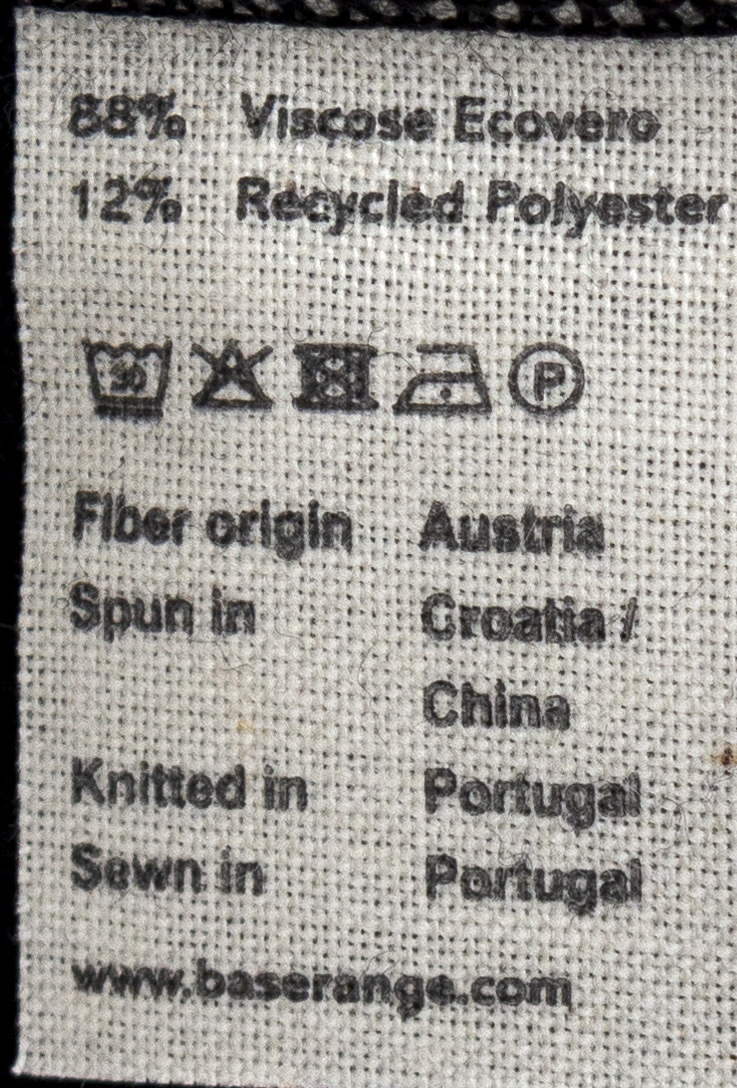 88% Viscose Ecovero
12% Recycled Polyester
30
P
Fiber origin Austria
Spun in Croatia /
China
Knitted in Portugal
Sewn in Portugal
www.baserange.com